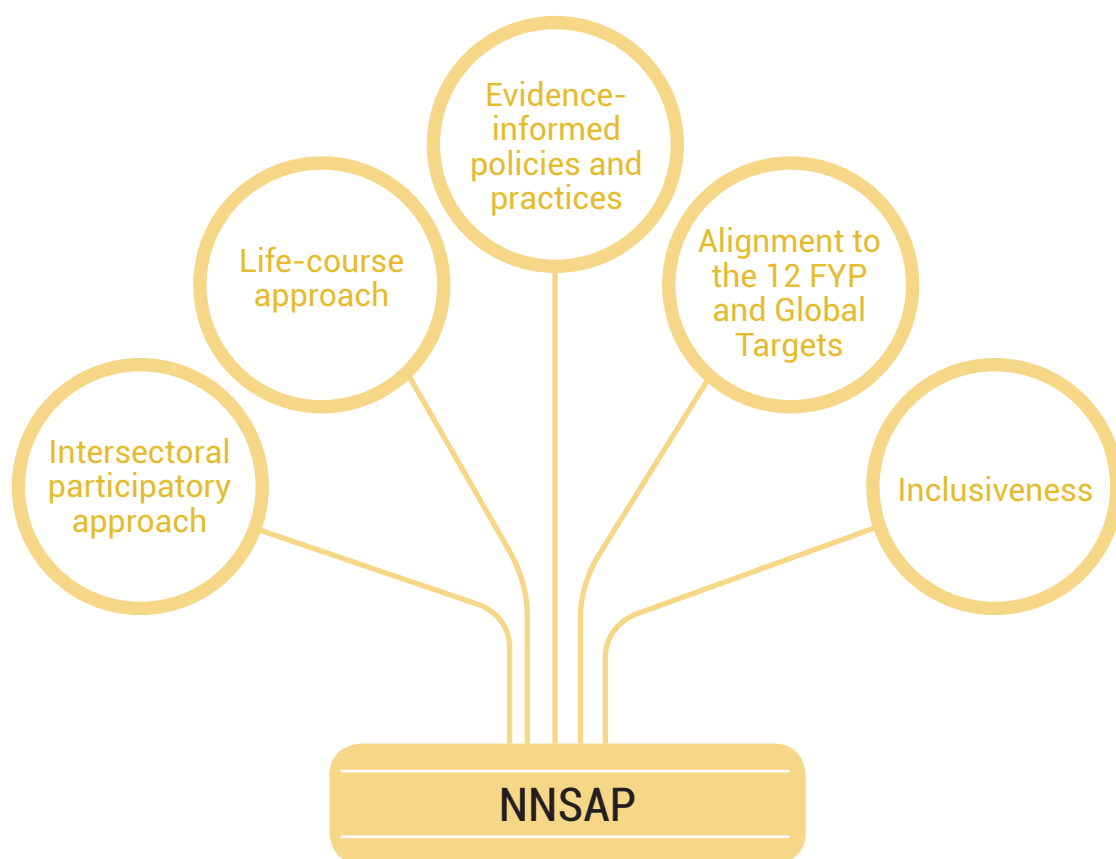 Evidence-
informed
policies and
practices
Life-course
approach
Alignment to
the 12 FYP
and Global
Targets
Intersectoral
participatory
approach
Inclusiveness
NNSAP